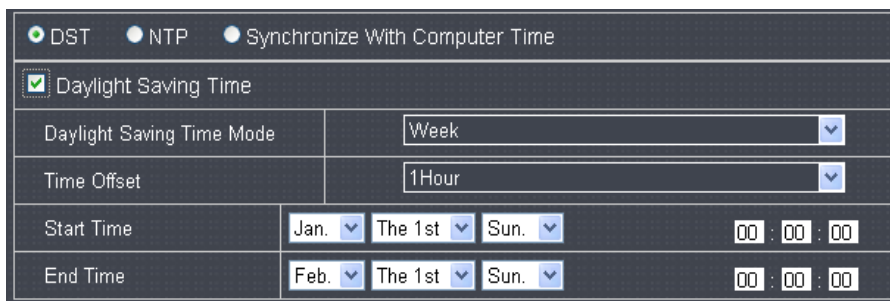 DST NTP Synchronize With Computer Time
Daylight Saving Time
Daylight Saving Time Mode Week
Time Offset 1Hour
Start Time Jan. The 1st Sun. 00 : 00 : 00
End Time Feb. The 1st Sun. 00 : 00 : 00